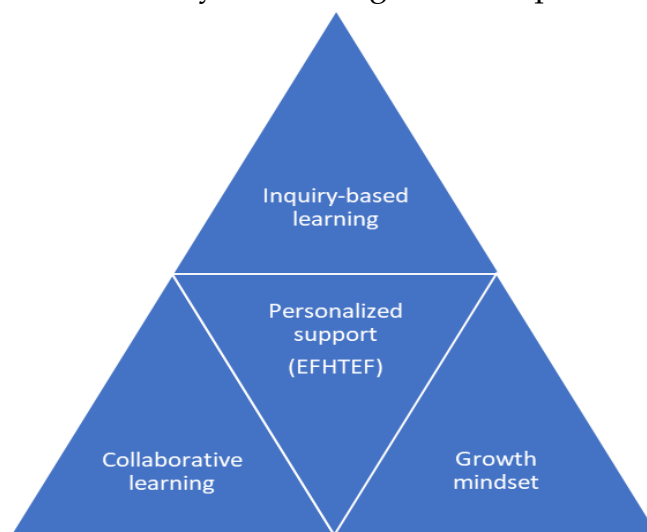 Inquiry-based
learning
Personalized
support
(EFHTEF)
Collaborative
learning
Growth
mindset